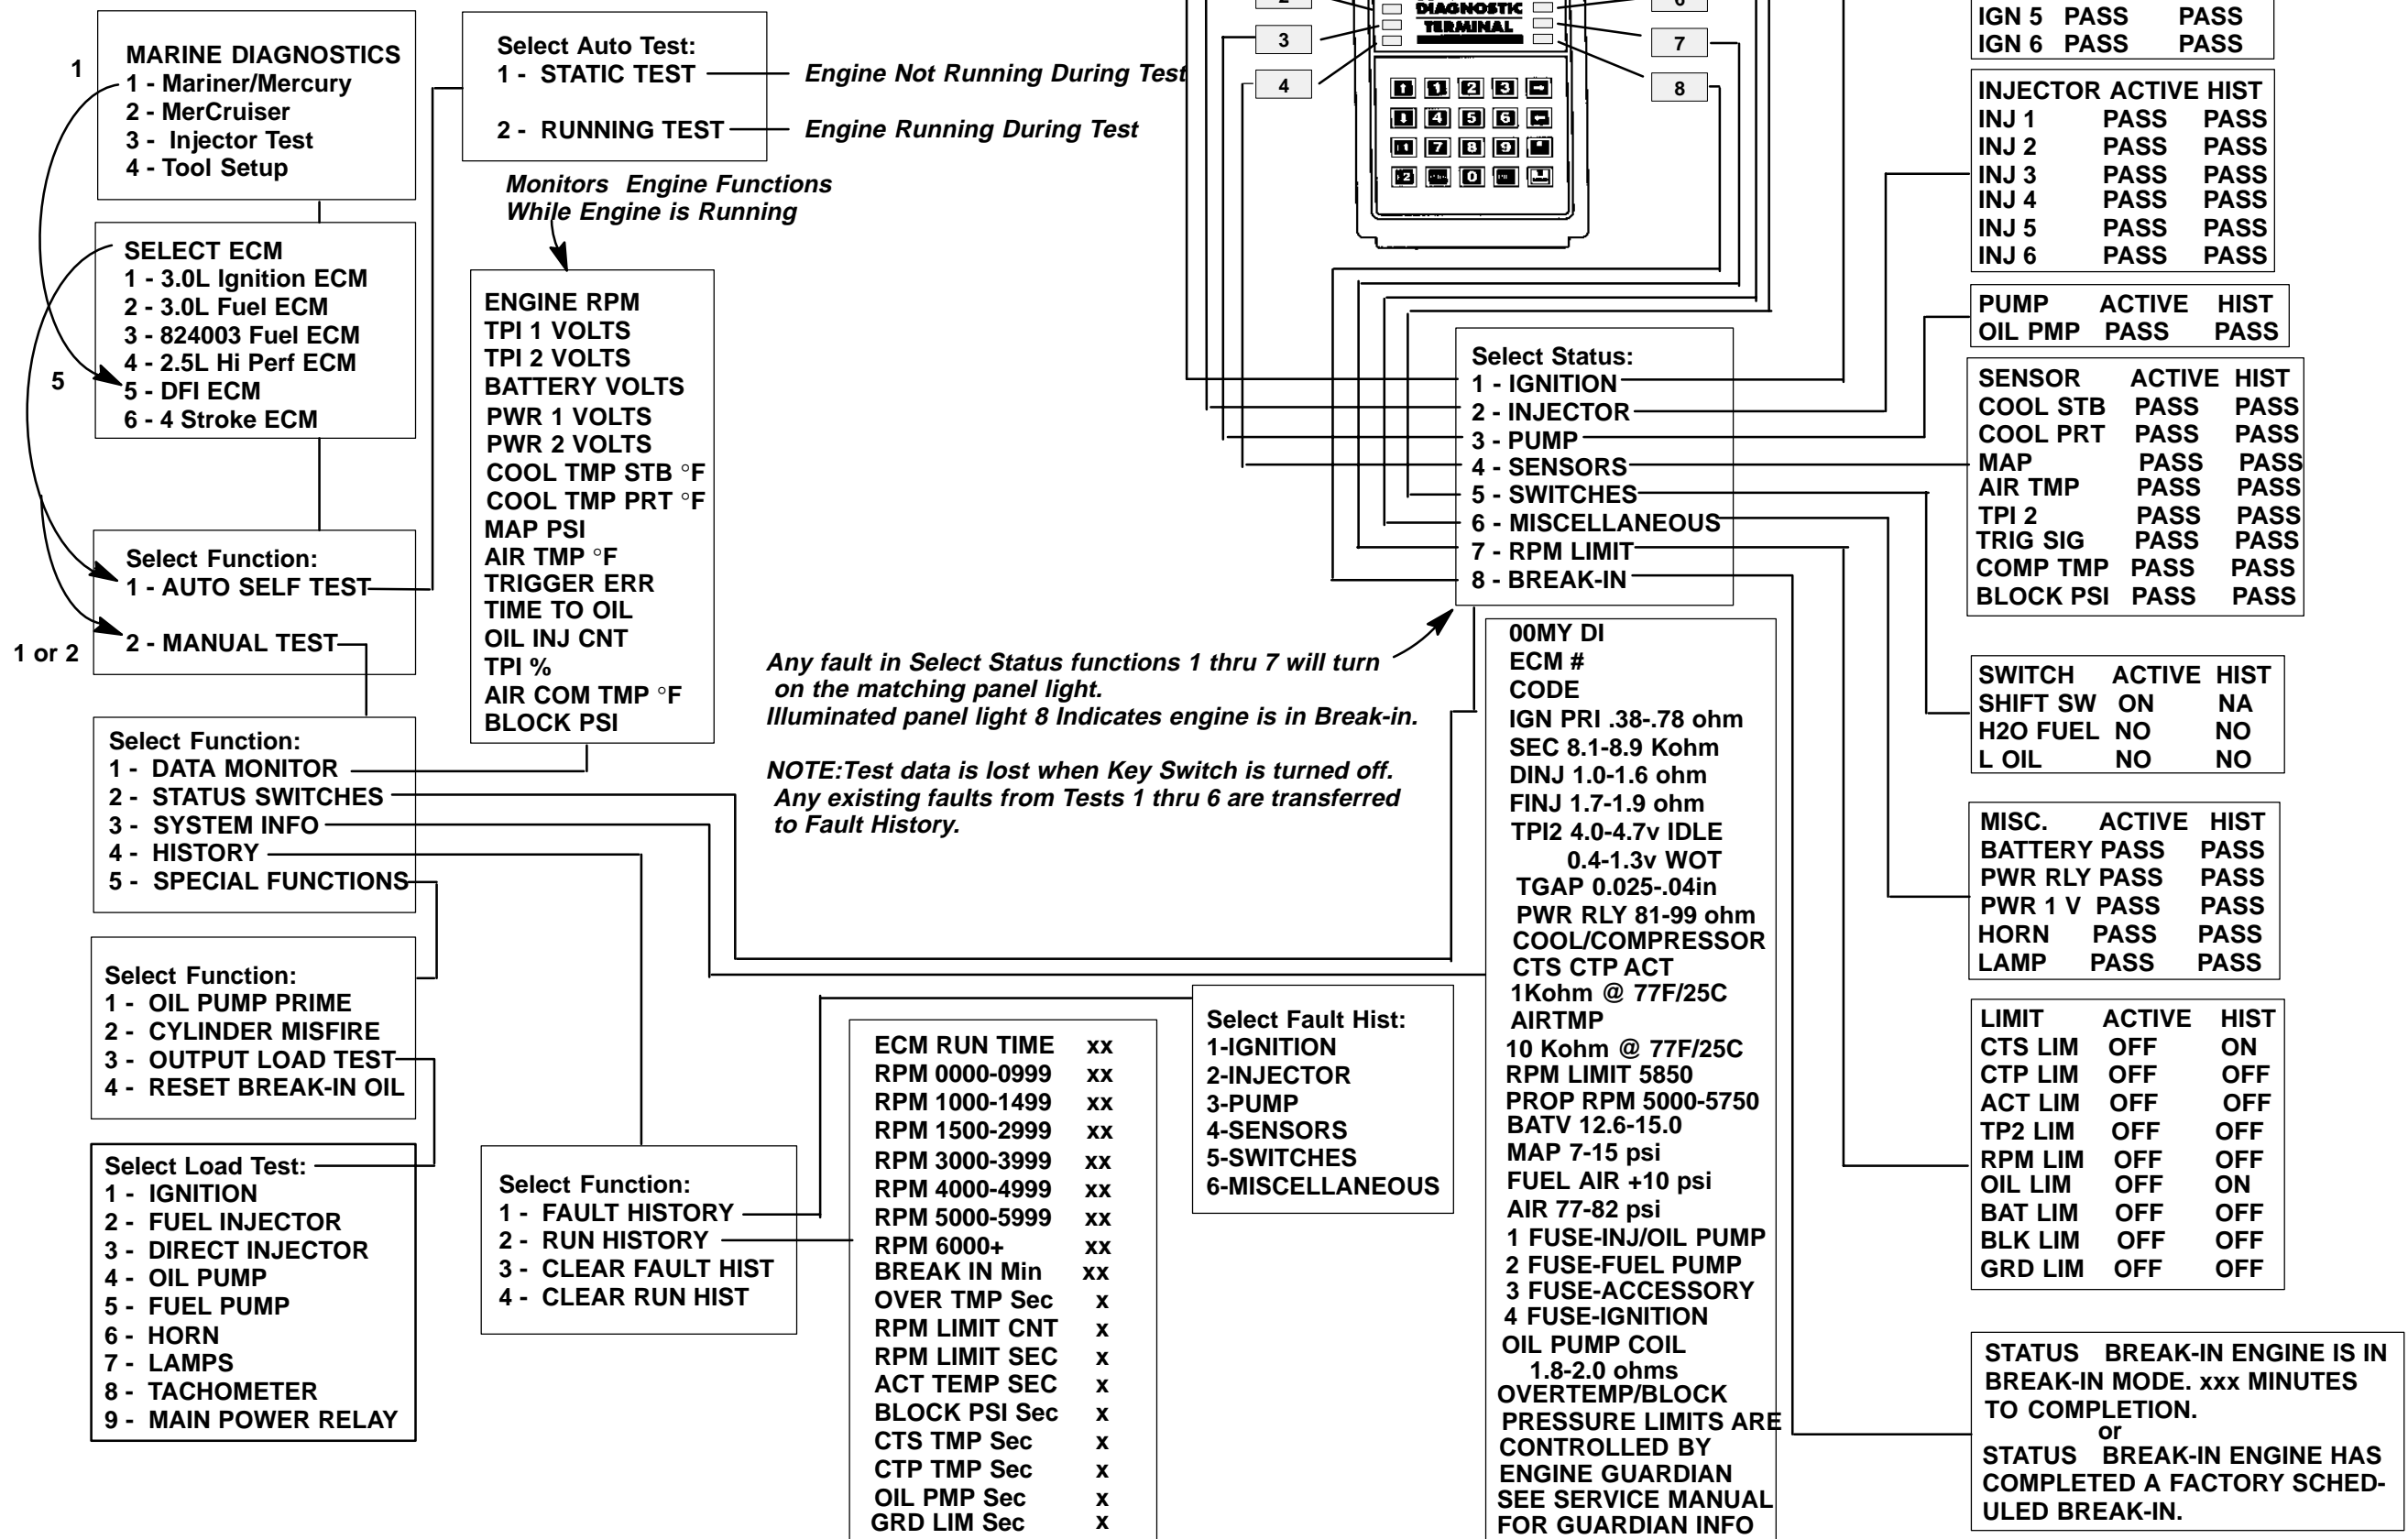 MARINE DIAGNOSTICS
1 - Mariner/Mercury
2 - MerCruiser
3 - Injector Test
4 - Tool Setup
1
SELECT ECM
1 - 3.0L Ignition ECM
2 - 3.0L Fuel ECM
3 - 824003 Fuel ECM
4 - 2.5L Hi Perf ECM
5 - DFI ECM
6 - 4 Stroke ECM
5
Select Function:
1 - AUTO SELF TEST
2 - MANUAL TEST
1 or 2
Select Function:
1 - DATA MONITOR
2 - STATUS SWITCHES
3 - SYSTEM INFO
4 - HISTORY
5 - SPECIAL FUNCTIONS
Select Function:
1 - OIL PUMP PRIME
2 - CYLINDER MISFIRE
3 - OUTPUT LOAD TEST
4 - RESET BREAK-IN OIL
Select Load Test:
1 - IGNITION
2 - FUEL INJECTOR
3 - DIRECT INJECTOR
4 - OIL PUMP
5 - FUEL PUMP
6 - HORN
7 - LAMPS
8 - TACHOMETER
9 - MAIN POWER RELAY
Select Auto Test:
1 - STATIC TEST
Engine Not Running During Test
2 - RUNNING TEST
Engine Running During Test
Monitors Engine Functions
While Engine is Running
ENGINE RPM
TPI 1 VOLTS
TPI 2 VOLTS
BATTERY VOLTS
PWR 1 VOLTS
PWR 2 VOLTS
COOL TMP STB °F
COOL TMP PRT °F
MAP PSI
AIR TMP °F
TRIGGER ERR
TIME TO OIL
OIL INJ CNT
TPI %
AIR COM TMP °F
BLOCK PSI
Select Function:
1 - FAULT HISTORY
2 - RUN HISTORY
3 - CLEAR FAULT HIST
4 - CLEAR RUN HIST
ECM RUN TIME xx
RPM 0000-0999 xx
RPM 1000-1499 xx
RPM 1500-2999 xx
RPM 3000-3999 xx
RPM 4000-4999 xx
RPM 5000-5999 xx
RPM 6000+ xx
BREAK IN Min xx
OVER TMP Sec x
RPM LIMIT CNT x
RPM LIMIT SEC x
ACT TEMP SEC x
BLOCK PSI Sec x
CTS TMP Sec x
CTP TMP Sec x
OIL PMP Sec x
GRD LIM Sec x
DIAGNOSTIC
TERMINAL
3
4
7
8
1 2 3
4 5 6
7 8 9
0
Select Status:
1 - IGNITION
2 - INJECTOR
3 - PUMP
4 - SENSORS
5 - SWITCHES
6 - MISCELLANEOUS
7 - RPM LIMIT
8 - BREAK-IN
Any fault in Select Status functions 1 thru 7 will turn
on the matching panel light.
Illuminated panel light 8 Indicates engine is in Break-in.
NOTE:Test data is lost when Key Switch is turned off.
Any existing faults from Tests 1 thru 6 are transferred
to Fault History.
Select Fault Hist:
1-IGNITION
2-INJECTOR
3-PUMP
4-SENSORS
5-SWITCHES
6-MISCELLANEOUS
00MY DI
ECM #
CODE
IGN PRI .38-.78 ohm
SEC 8.1-8.9 Kohm
DINJ 1.0-1.6 ohm
FINJ 1.7-1.9 ohm
TPI2 4.0-4.7v IDLE
0.4-1.3v WOT
TGAP 0.025-.04in
PWR RLY 81-99 ohm
COOL/COMPRESSOR
CTS CTP ACT
1Kohm @ 77F/25C
AIRTMP
10 Kohm @ 77F/25C
RPM LIMIT 5850
PROP RPM 5000-5750
BATV 12.6-15.0
MAP 7-15 psi
FUEL AIR +10 psi
AIR 77-82 psi
1 FUSE-INJ/OIL PUMP
2 FUSE-FUEL PUMP
3 FUSE-ACCESSORY
4 FUSE-IGNITION
OIL PUMP COIL
1.8-2.0 ohms
OVERTEMP/BLOCK
PRESSURE LIMITS ARE
CONTROLLED BY
ENGINE GUARDIAN
SEE SERVICE MANUAL
FOR GUARDIAN INFO
IGN 5 PASS PASS
IGN 6 PASS PASS
INJECTOR ACTIVE HIST
INJ 1 PASS PASS
INJ 2 PASS PASS
INJ 3 PASS PASS
INJ 4 PASS PASS
INJ 5 PASS PASS
INJ 6 PASS PASS
PUMP ACTIVE HIST
OIL PMP PASS PASS
SENSOR ACTIVE HIST
COOL STB PASS PASS
COOL PRT PASS PASS
MAP PASS PASS
AIR TMP PASS PASS
TPI 2 PASS PASS
TRIG SIG PASS PASS
COMP TMP PASS PASS
BLOCK PSI PASS PASS
SWITCH ACTIVE HIST
SHIFT SW ON NA
H2O FUEL NO NO
L OIL NO NO
MISC. ACTIVE HIST
BATTERY PASS PASS
PWR RLY PASS PASS
PWR 1 V PASS PASS
HORN PASS PASS
LAMP PASS PASS
LIMIT ACTIVE HIST
CTS LIM OFF ON
CTP LIM OFF OFF
ACT LIM OFF OFF
TP2 LIM OFF OFF
RPM LIM OFF OFF
OIL LIM OFF ON
BAT LIM OFF OFF
BLK LIM OFF OFF
GRD LIM OFF OFF
STATUS BREAK-IN ENGINE IS IN
BREAK-IN MODE. xxx MINUTES
TO COMPLETION.
or
STATUS BREAK-IN ENGINE HAS
COMPLETED A FACTORY SCHED-
ULED BREAK-IN.